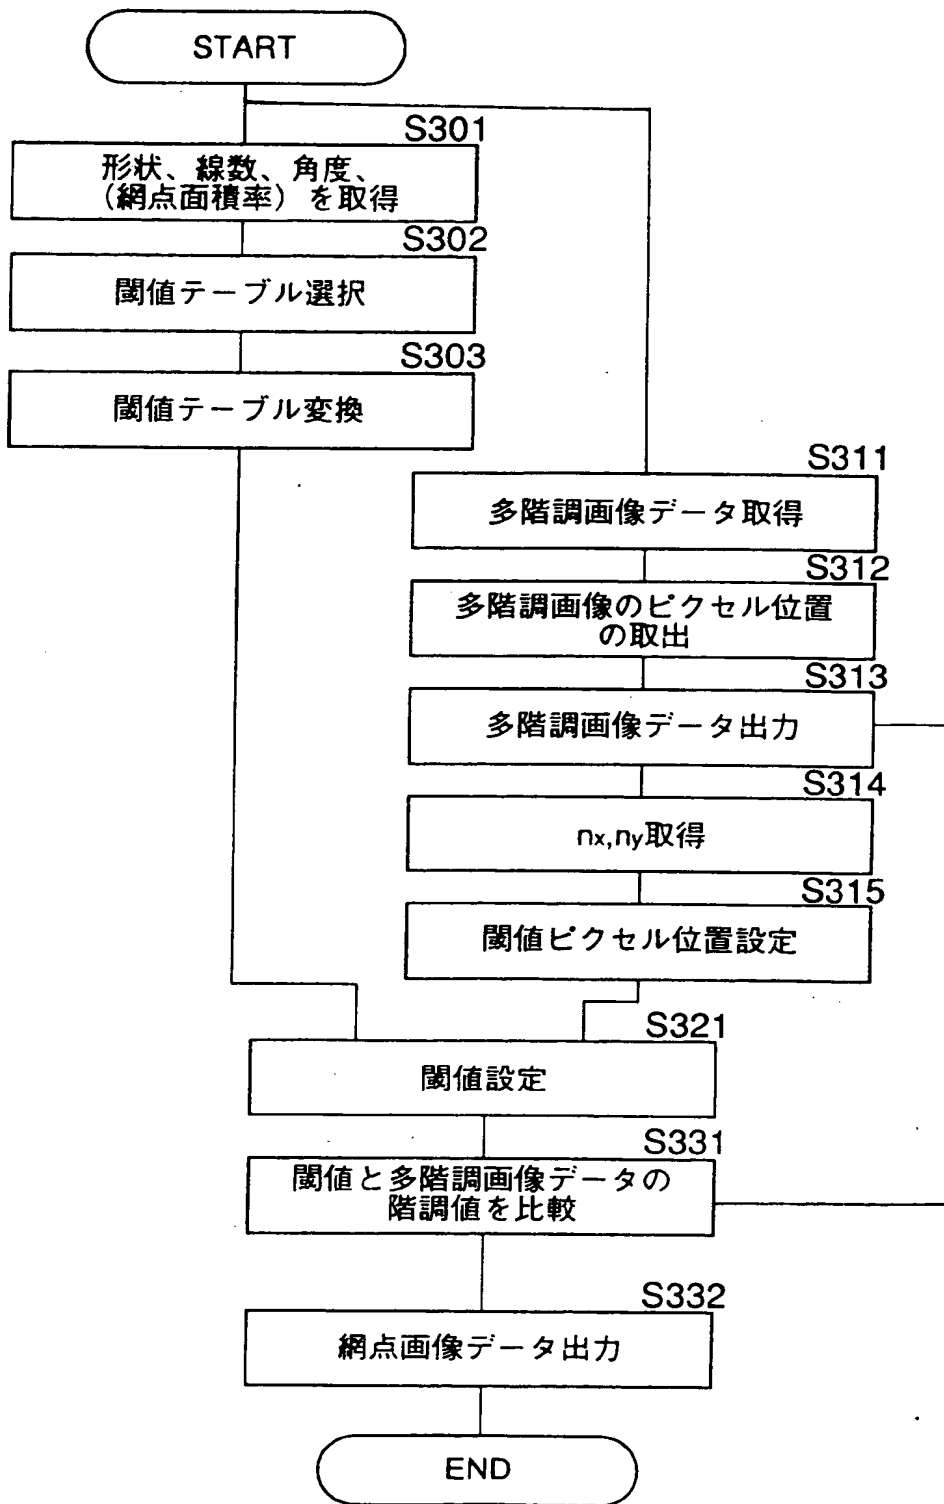 START
S301
形状、線数、角度、
（網点面積率）を取得
S302
閾値テーブル選択
S303
閾値テーブル変換
S311
多階調画像データ取得
S312
多階調画像のピクセル位置
の取出
S313
多階調画像データ出力
S314
nx,ny取得
S315
閾値ピクセル位置設定
S321
閾値設定
S331
閾値と多階調画像データの
階調値を比較
S332
網点画像データ出力
END